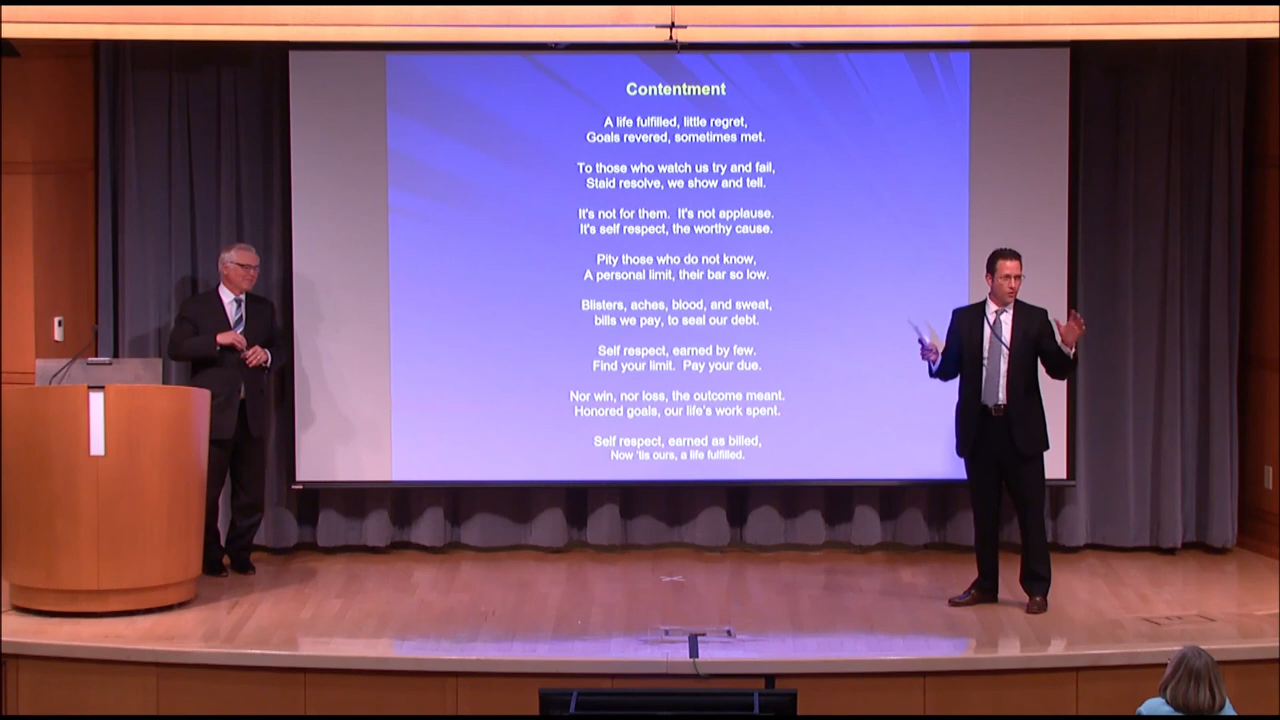 Contentment
A life fulfilled, little regret,
Goals revered, sometimes met.
To those who watch us try and fail,
Staid resolve, we show and tell.
It's not for them.  It's not applause.
It's self respect, the worthy cause.
Pity those who do not know,
A personal limit, their bar so low.
Blisters, aches, blood, and sweat,
bills we pay, to seal our debt.
Self respect, earned by few.
Find your limit.  Pay your due.
Nor win, nor loss, the outcome meant.
Honored goals, our life's work spent.
Self respect, earned as billed,
Now 'tis ours, a life fulfilled.